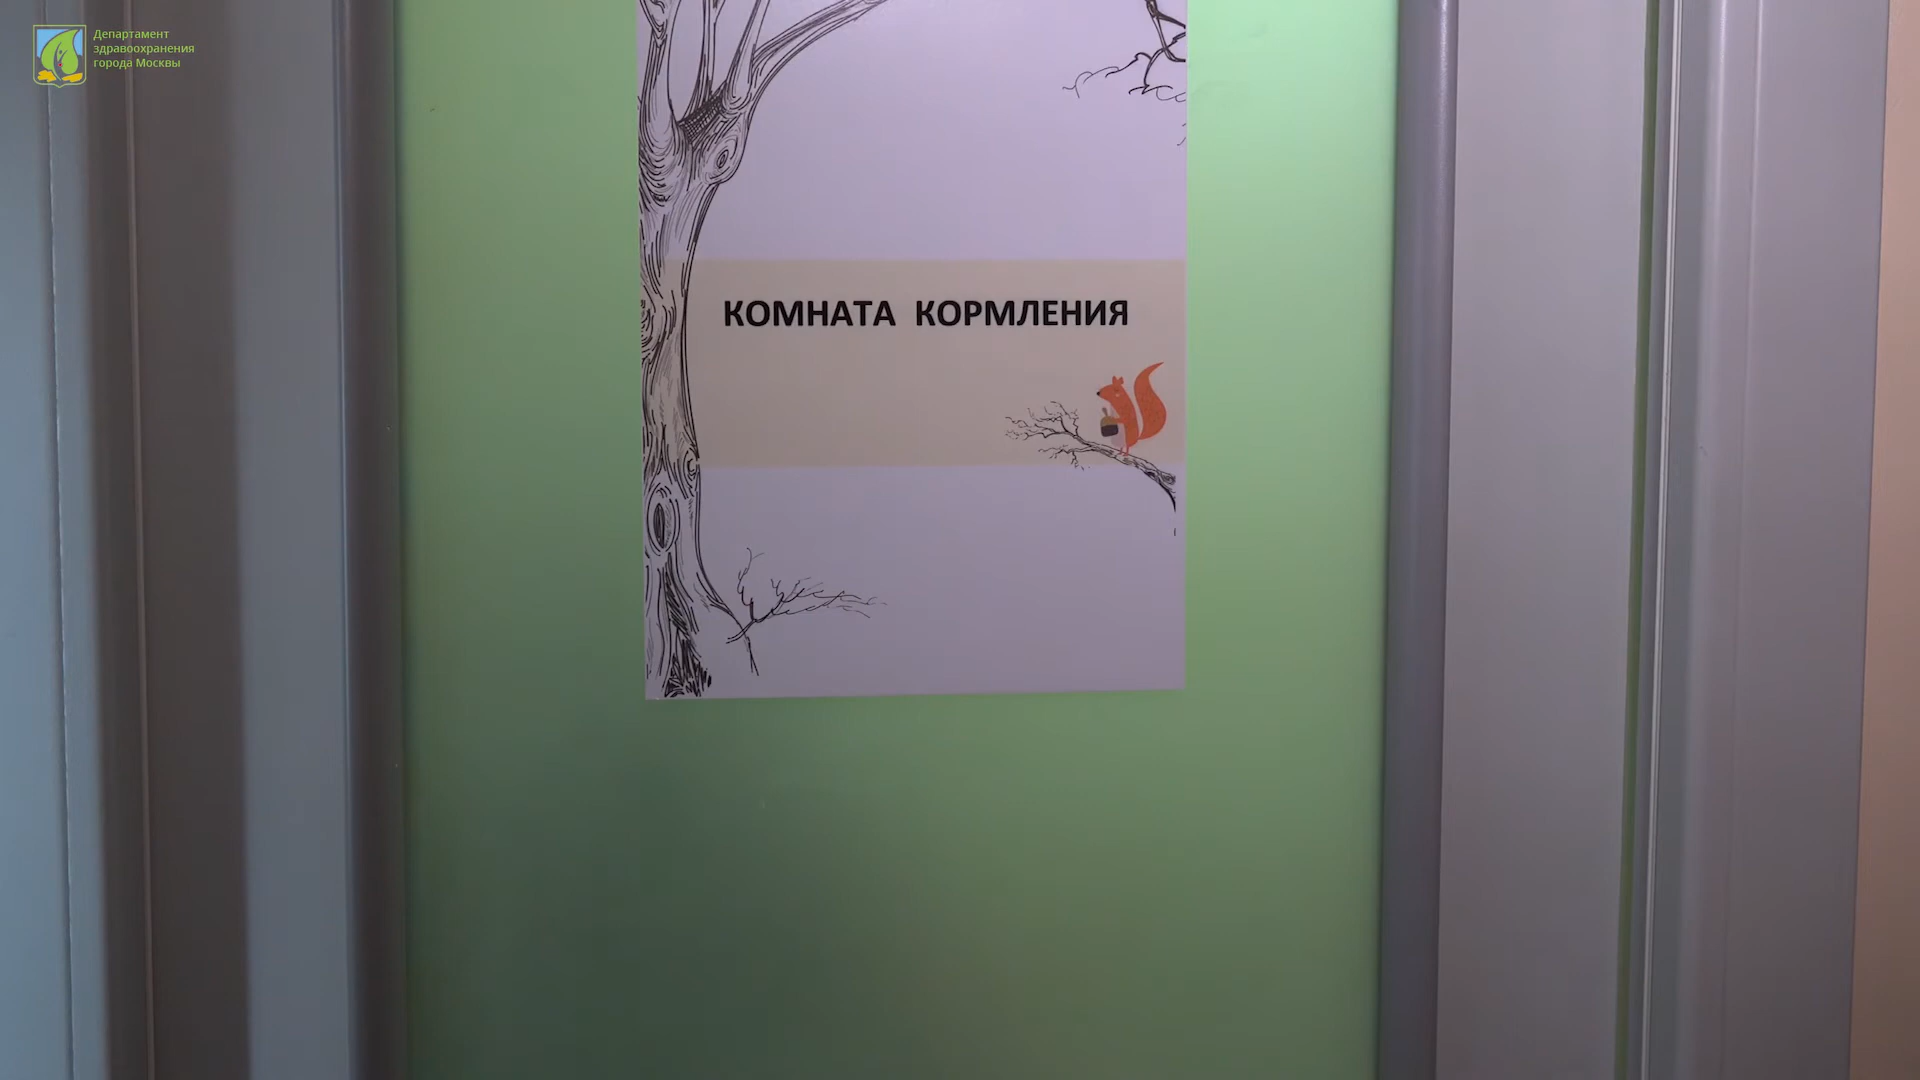 Департамент
здравоохранения
города Москвы
КОМНАТА КОРМЛЕНИЯ